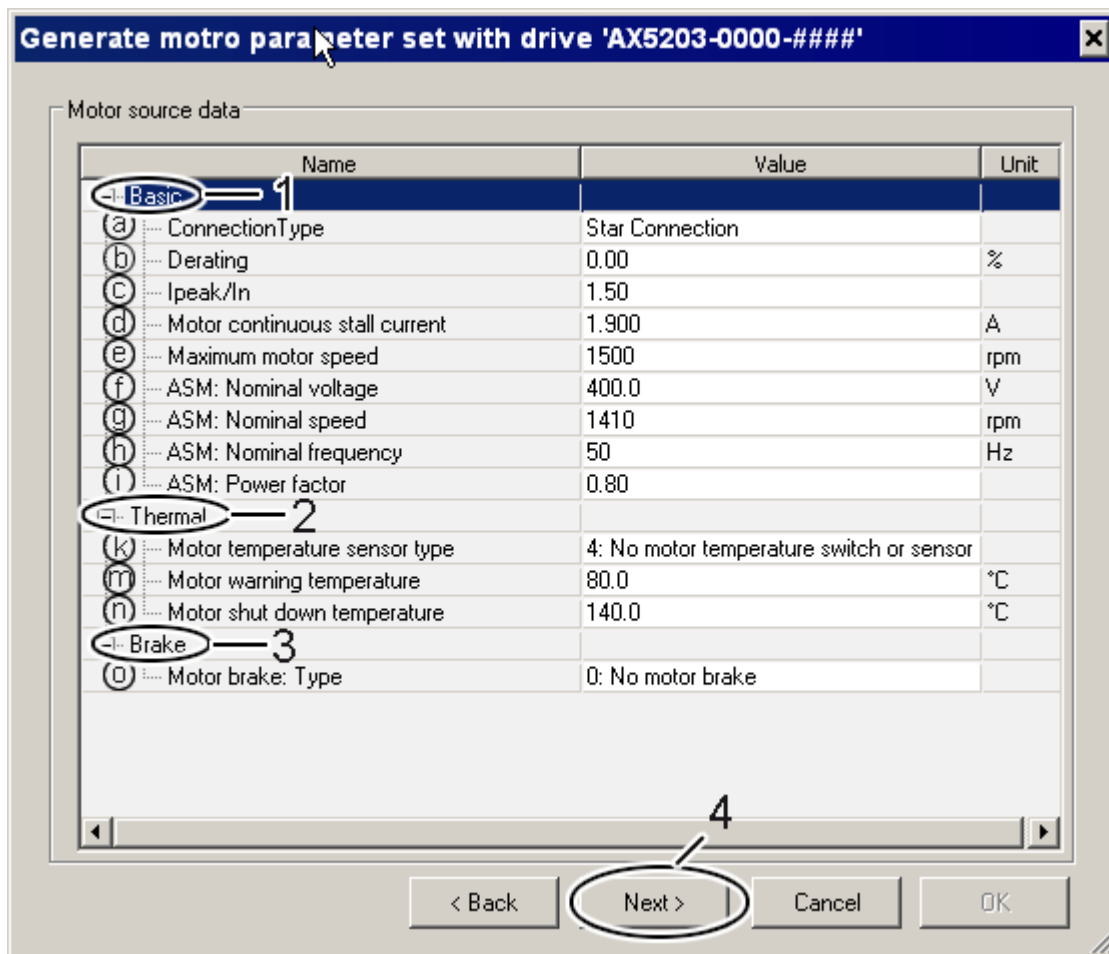 Generate motro parameter set with drive 'AX5203-0000-####'
Motor source data
Name Value Unit
Basic 1
a ConnectionType Star Connection
b Derating 0.00 %
c Ipeak/In 1.50
d Motor continuous stall current 1.900 A
e Maximum motor speed 1500 rpm
f ASM: Nominal voltage 400.0 V
g ASM: Nominal speed 1410 rpm
h ASM: Nominal frequency 50 Hz
i ASM: Power factor 0.80
Thermal 2
k Motor temperature sensor type 4: No motor temperature switch or sensor
m Motor warning temperature 80.0 °C
n Motor shut down temperature 140.0 °C
Brake 3
o Motor brake: Type 0: No motor brake
4
< Back Next > Cancel OK